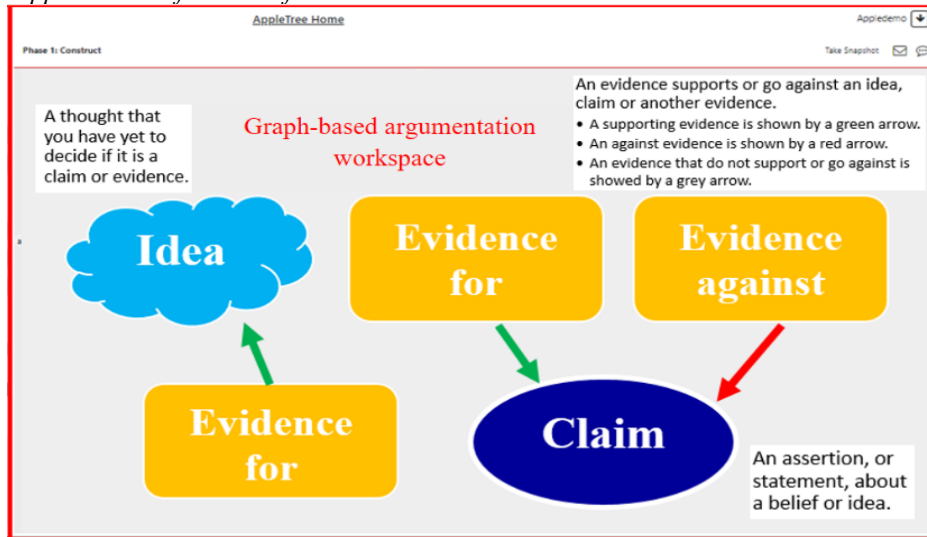 AppleTree Home
Appledemo
Phase 1: Construct
Take Snapshot
A thought that
you have yet to
decide if it is a
claim or evidence.
Graph-based argumentation
workspace
An evidence supports or go against an idea,
claim or another evidence.
• A supporting evidence is shown by a green arrow.
• An against evidence is shown by a red arrow.
• An evidence that do not support or go against is
showed by a grey arrow.
Idea
Evidence
for
Evidence
against
Evidence
for
Claim
An assertion, or
statement, about
a belief or idea.